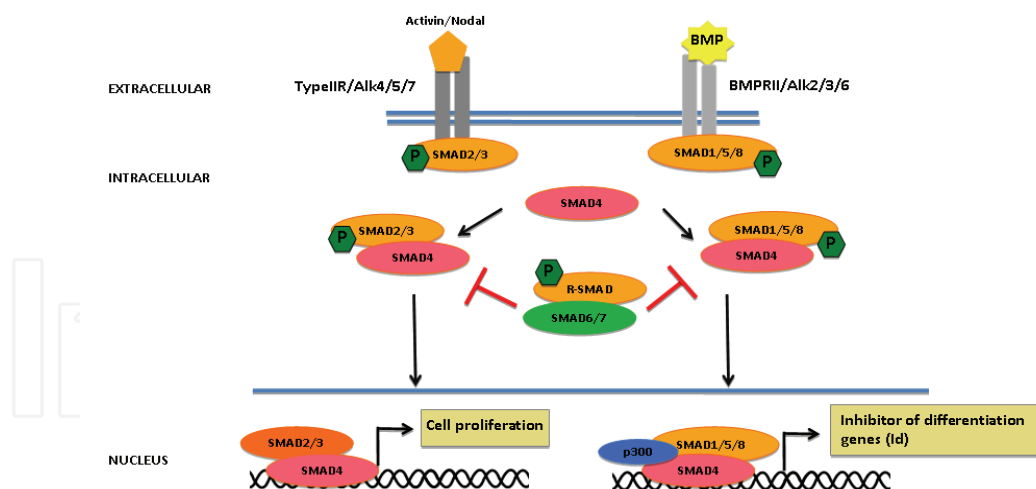 Activin/Nodal
BMP
TypeIIR/Alk4/5/7
BMPRII/Alk2/3/6
EXTRACELLULAR
P
SMAD2/3
SMAD1/5/8
P
INTRACELLULAR
SMAD4
SMAD2/3
P
SMAD4
SMAD1/5/8
P
SMAD4
P
R-SMAD
SMAD6/7
Cell proliferation
Inhibitor of differentiation
genes (Id)
SMAD2/3
SMAD4
p300
SMAD1/5/8
SMAD4
NUCLEUS